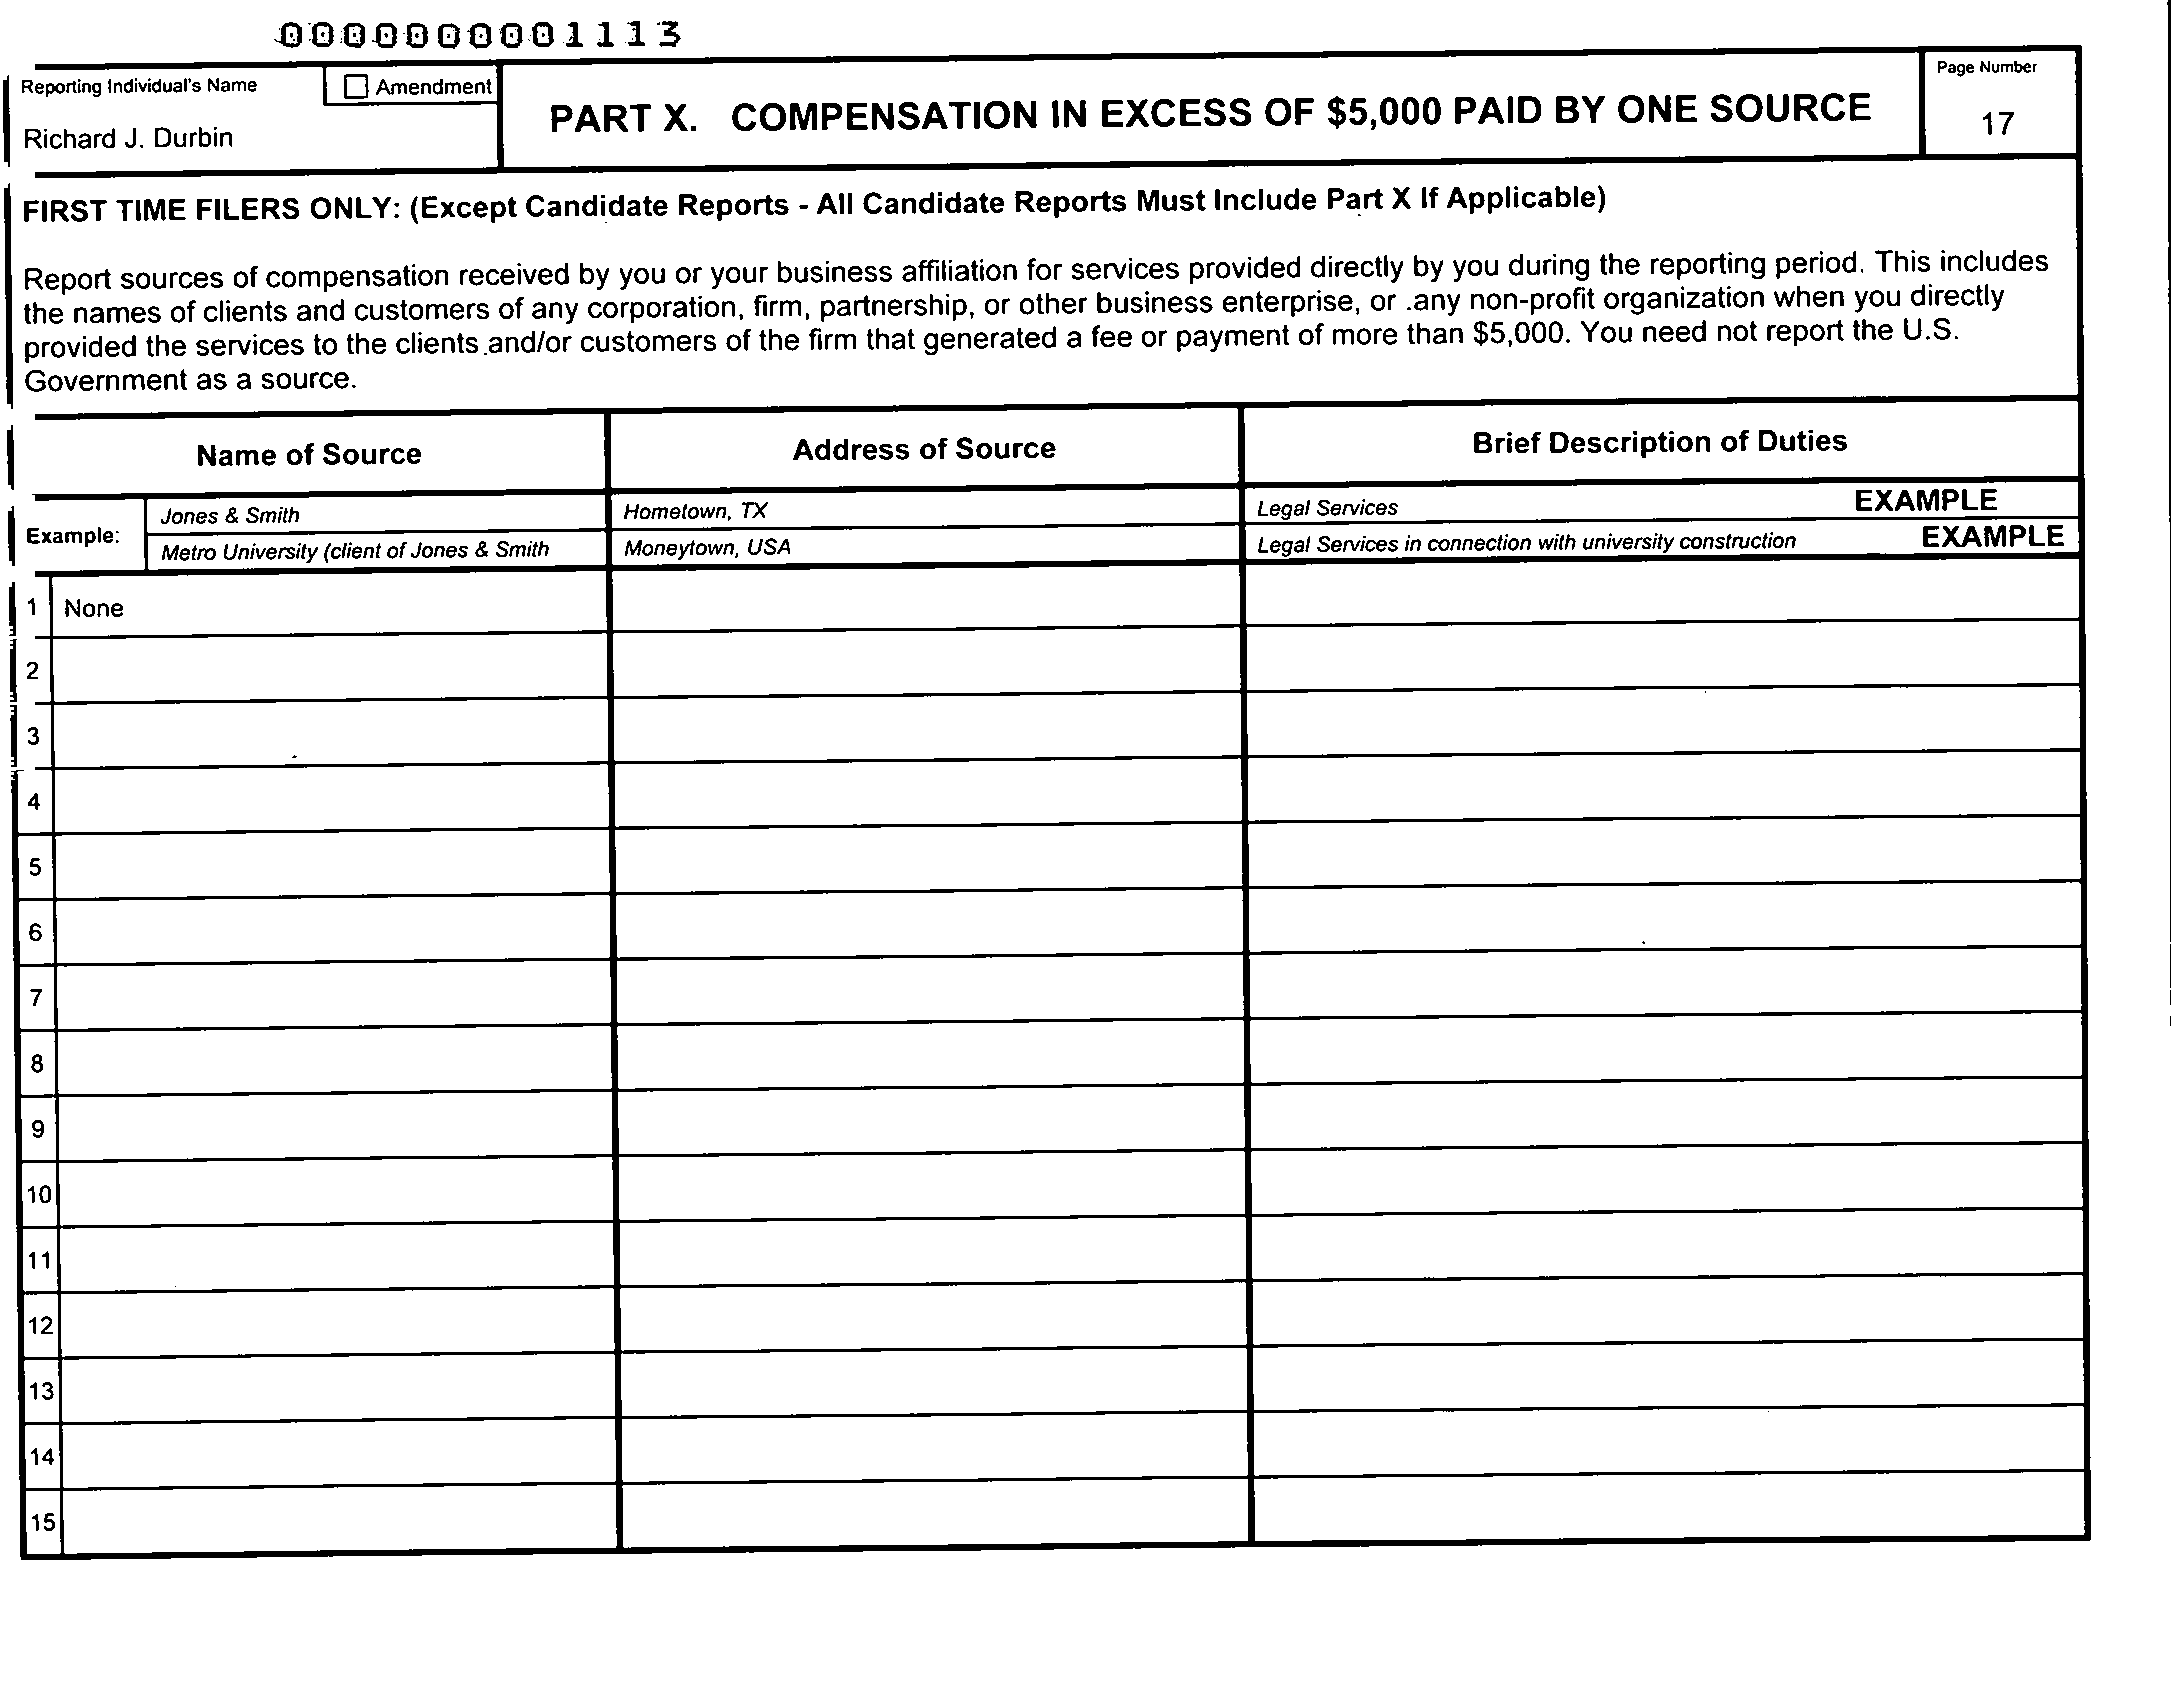 0000000001113
Reporting Individual's Name
Amendment
Richard J. Durbin
PART X. COMPENSATION IN EXCESS OF $5,000 PAID BY ONE SOURCE
Page Number
17
FIRST TIME FILERS ONLY: (Except Candidate Reports - All Candidate Reports Must Include Part X If Applicable)
Report sources of compensation received by you or your business affiliation for services provided directly by you during the reporting period. This includes
the names of clients and customers of any corporation, firm, partnership, or other business enterprise, or .any non-profit organization when you directly
provided the services to the clients.and/or customers of the firm that generated a fee or payment of more than $5,000. You need not report the U.S.
Government as a source.
Name of Source Address of Source Brief Description of Duties
Example:
Jones & Smith Hometown, TX Legal Services EXAMPLE
Metro University (client of Jones & Smith Moneytown, USA Legal Services in connection with university construction EXAMPLE
1 None
2
3
4
5
6
7
8
9
10
11
12
13
14
15